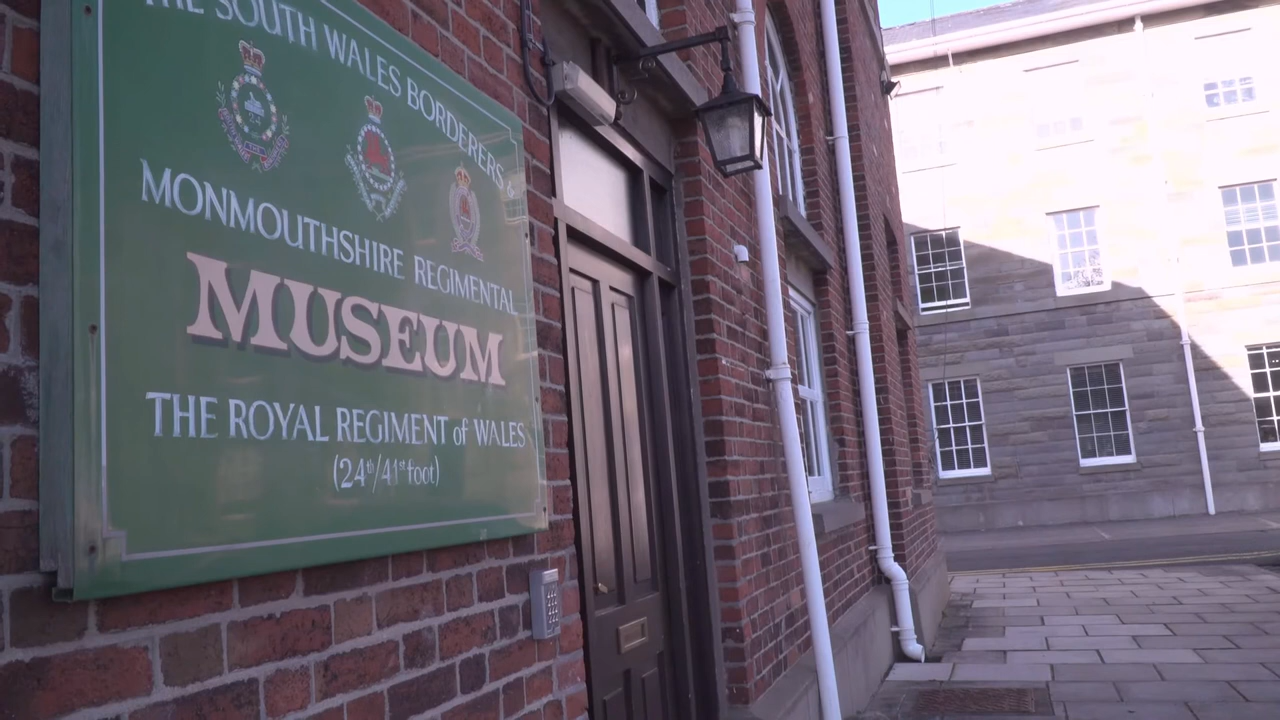 THE SOUTH WALES BORDERERS &
MONMOUTHSHIRE REGIMENTAL
MUSEUM
THE ROYAL REGIMENT of WALES
(24th/41st foot)